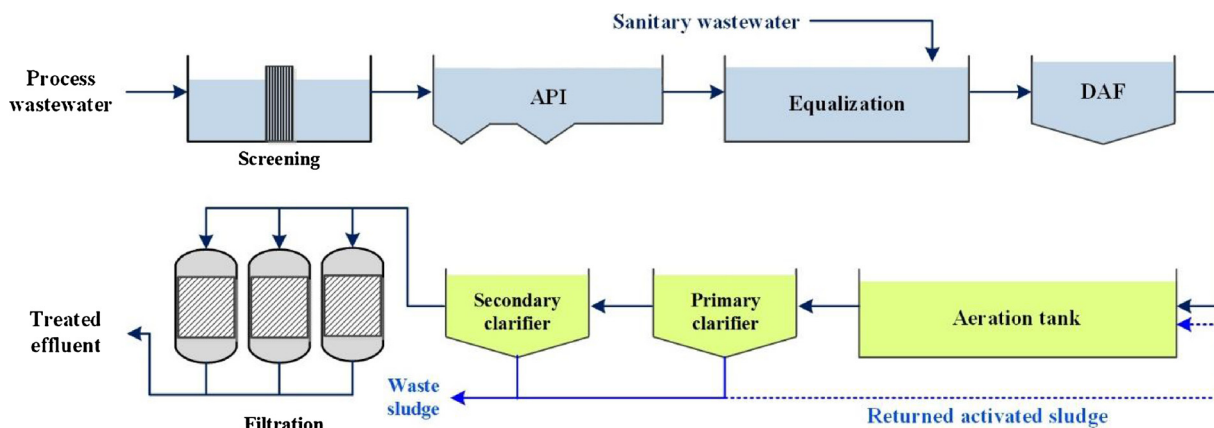 Sanitary wastewater
Process
wastewater
API
Equalization
DAF
Screening
Secondary
clarifier
Primary
clarifier
Aeration tank
Treated
effluent
Waste
sludge
Returned activated sludge
Filtration